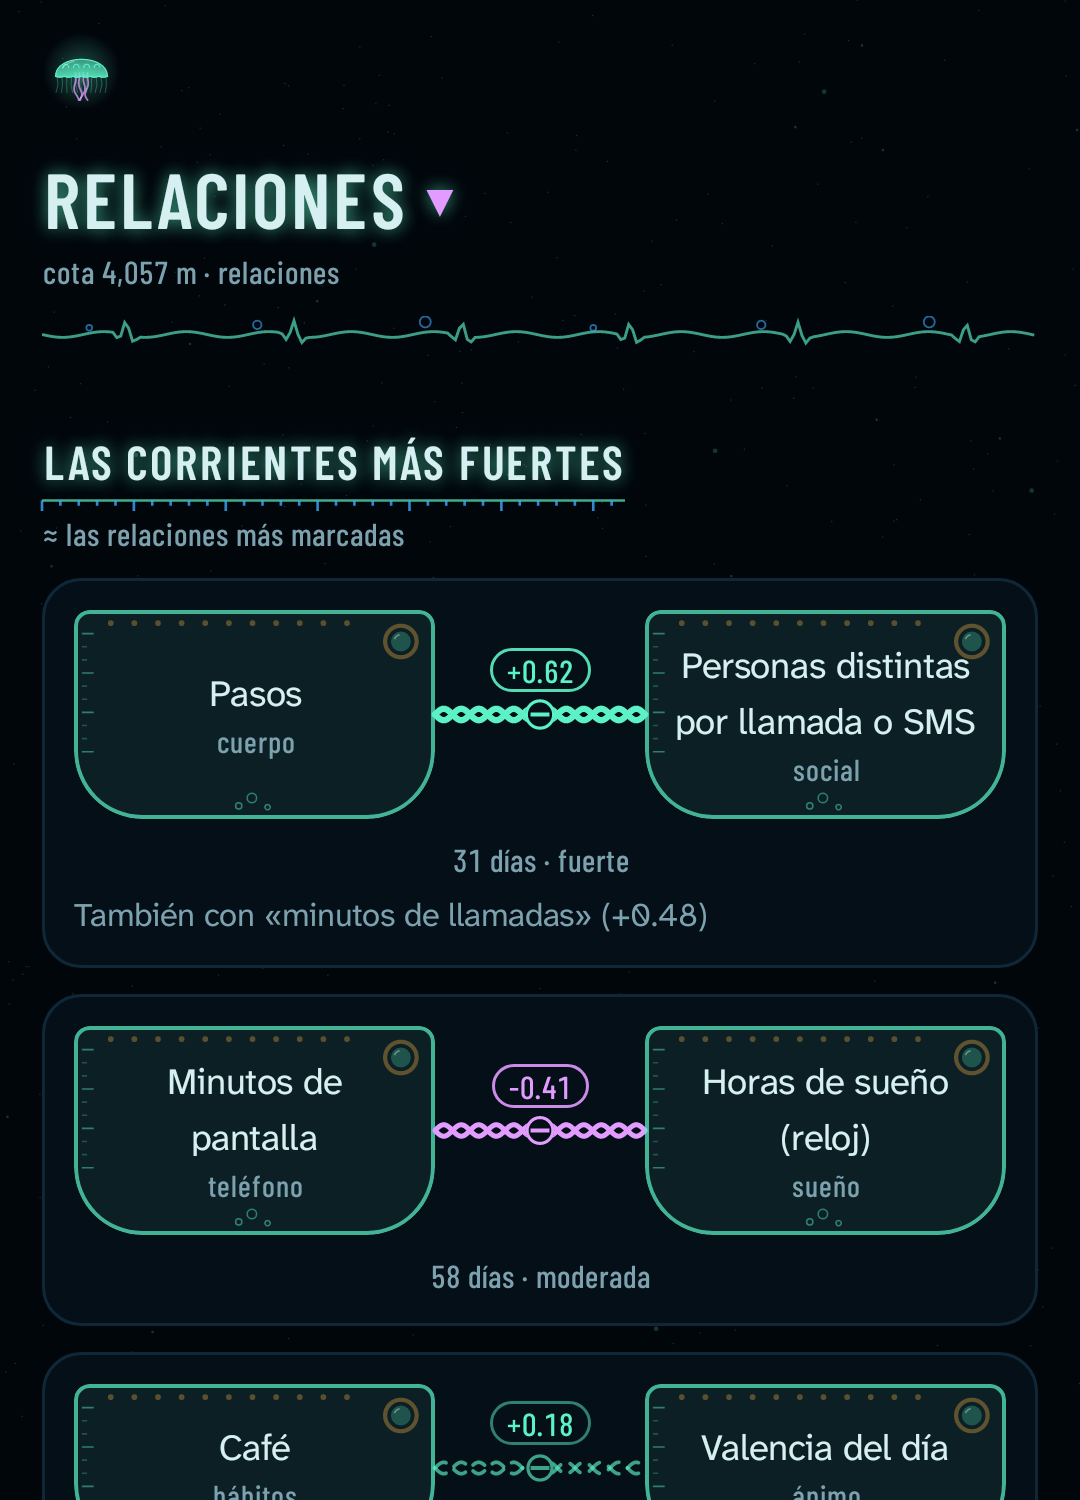 RELACIONES ▼
cota 4,057 m · relaciones
LAS CORRIENTES MÁS FUERTES
≈ las relaciones más marcadas
Pasos
cuerpo
+0.62
Personas distintas
por llamada o SMS
social
31 días · fuerte
También con «minutos de llamadas» (+0.48)
Minutos de
pantalla
teléfono
-0.41
Horas de sueño
(reloj)
sueño
58 días · moderada
Café
hábitos
+0.18
Valencia del día
ánimo